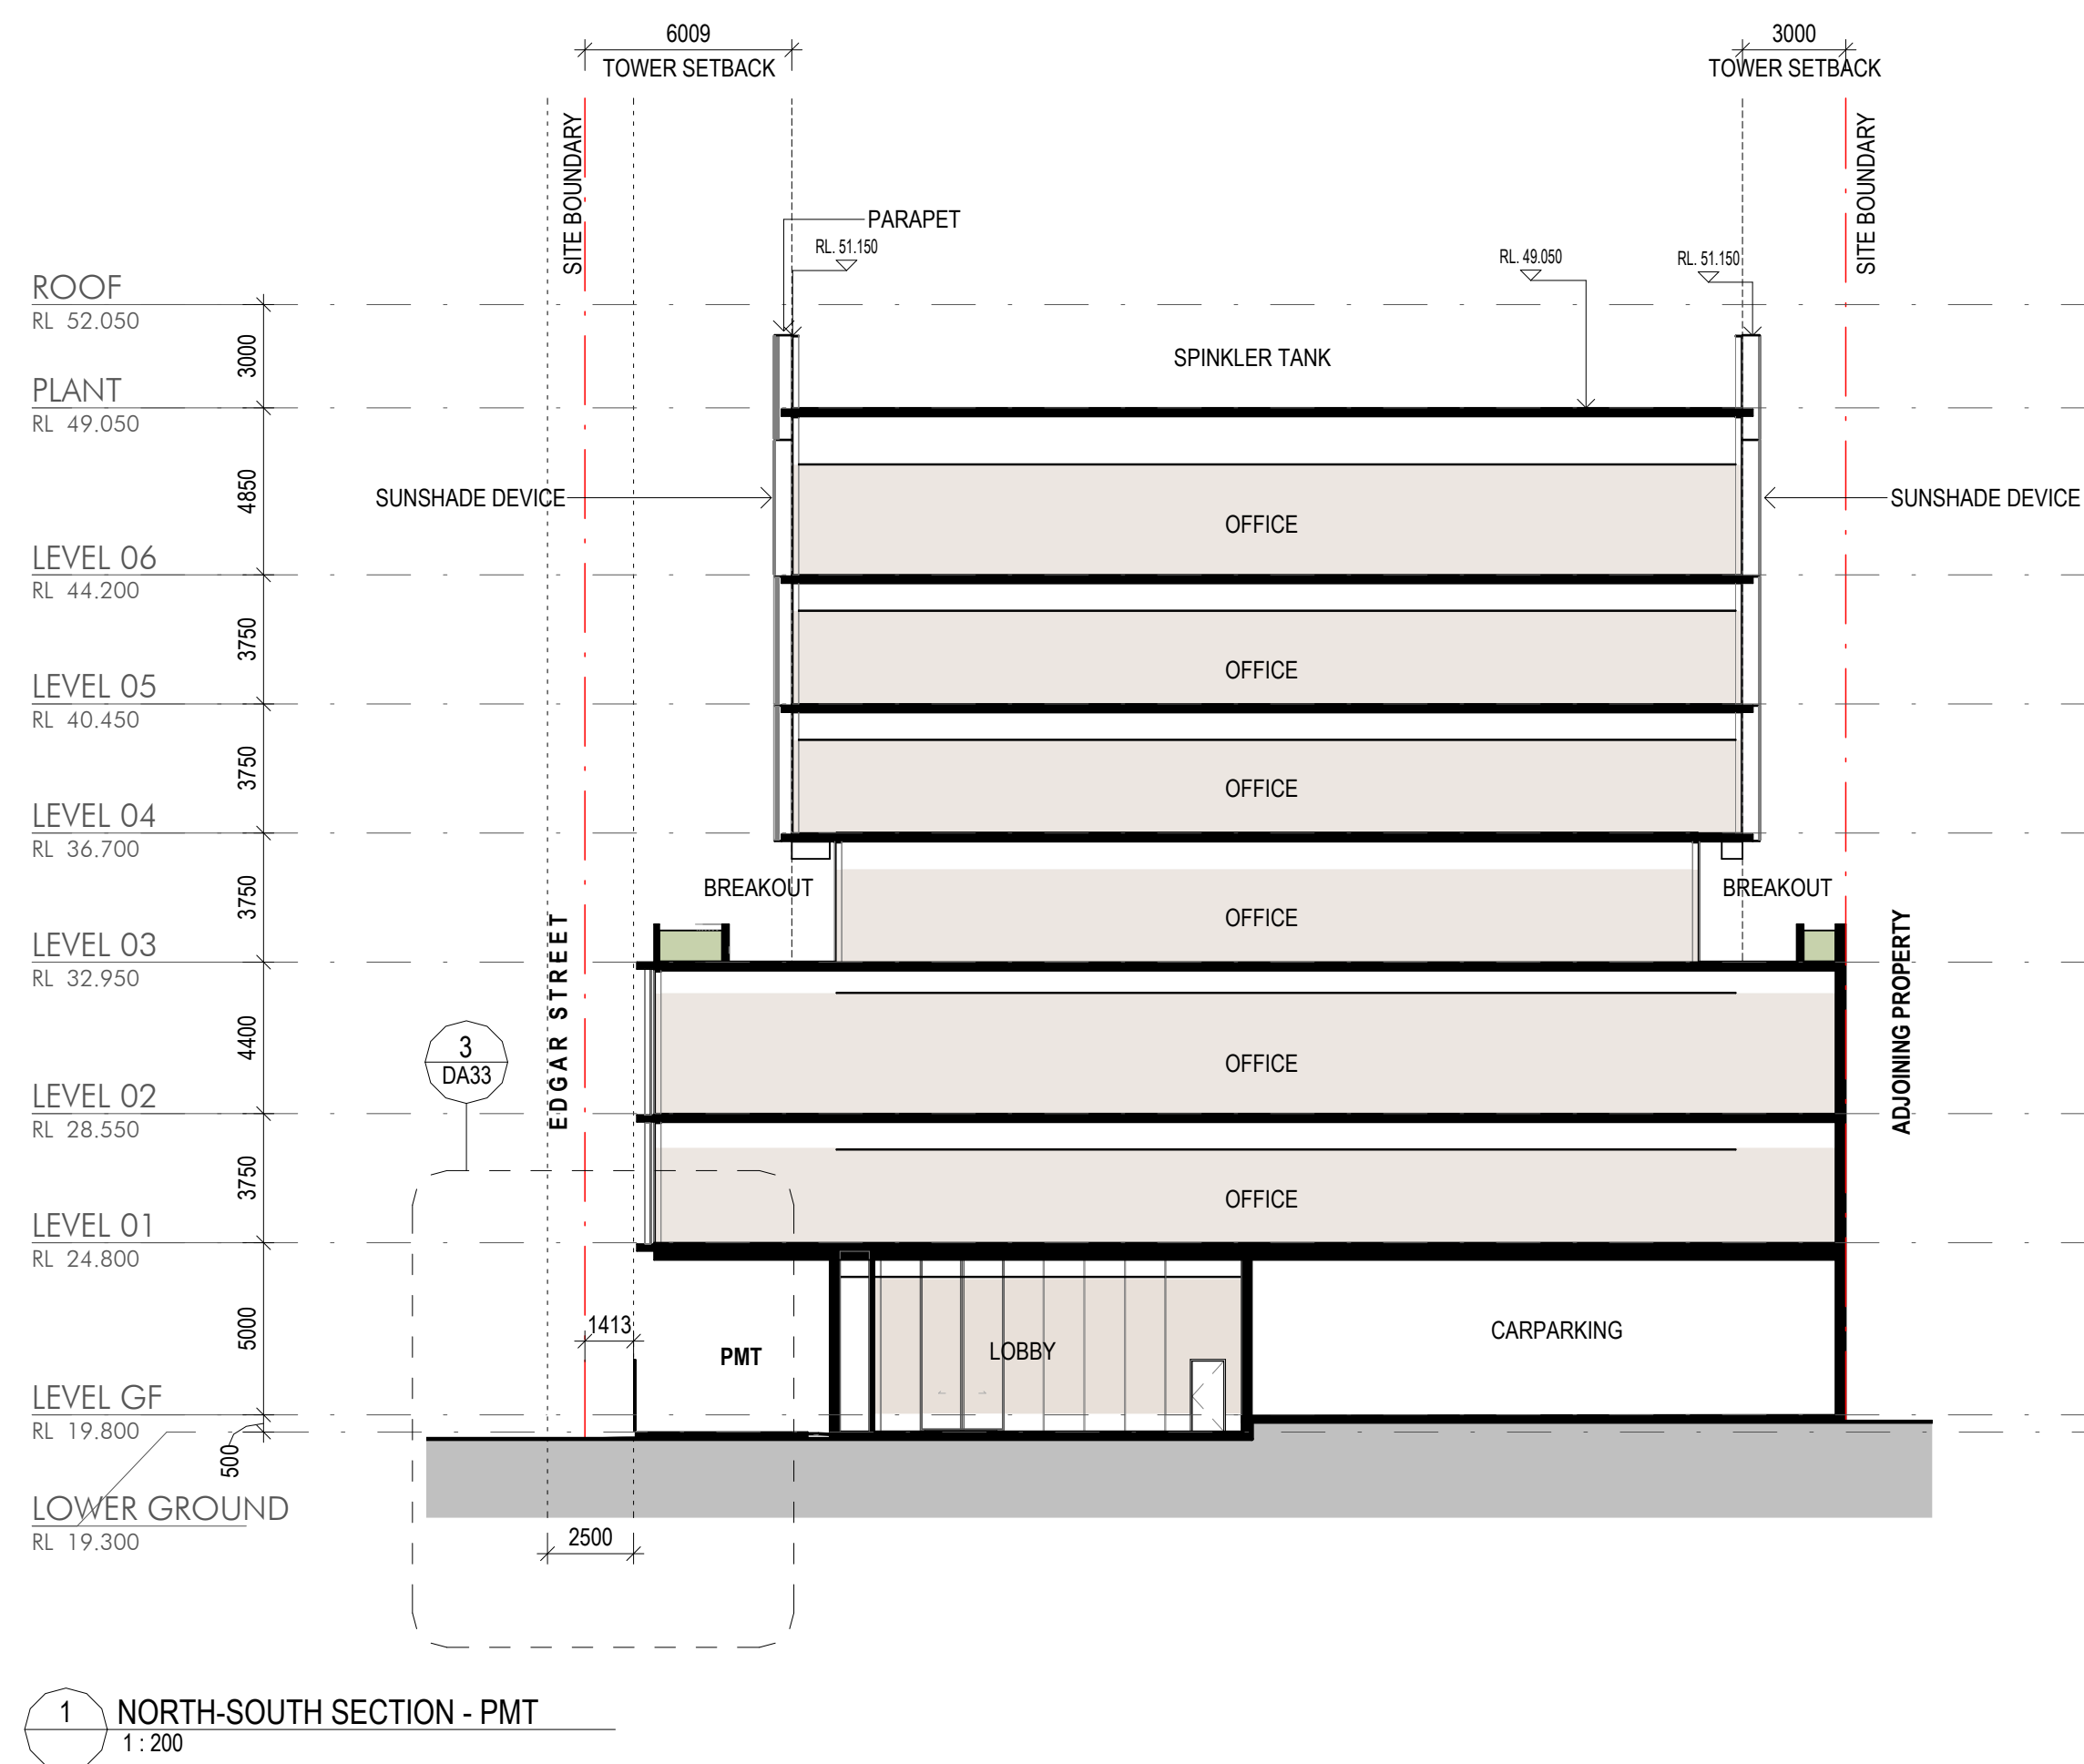 6009
TOWER SETBACK
3000
TOWER SETBACK
SITE BOUNDARY
SITE BOUNDARY
PARAPET
RL. 51.150
RL. 49.050
RL. 51.150
ROOF
RL 52.050
3000
SPINKLER TANK
PLANT
RL 49.050
4850
SUNSHADE DEVICE
SUNSHADE DEVICE
OFFICE
LEVEL 06
RL 44.200
3750
OFFICE
LEVEL 05
RL 40.450
3750
OFFICE
LEVEL 04
RL 36.700
3750
BREAKOUT
BREAKOUT
OFFICE
LEVEL 03
RL 32.950
EDGAR STREET
ADJOINING PROPERTY
4400
3
DA33
OFFICE
LEVEL 02
RL 28.550
3750
OFFICE
LEVEL 01
RL 24.800
5000
1413
PMT
LOBBY
CARPARKING
LEVEL GF
RL 19.800
500
LOWER GROUND
RL 19.300
2500
1
NORTH-SOUTH SECTION - PMT
1 : 200